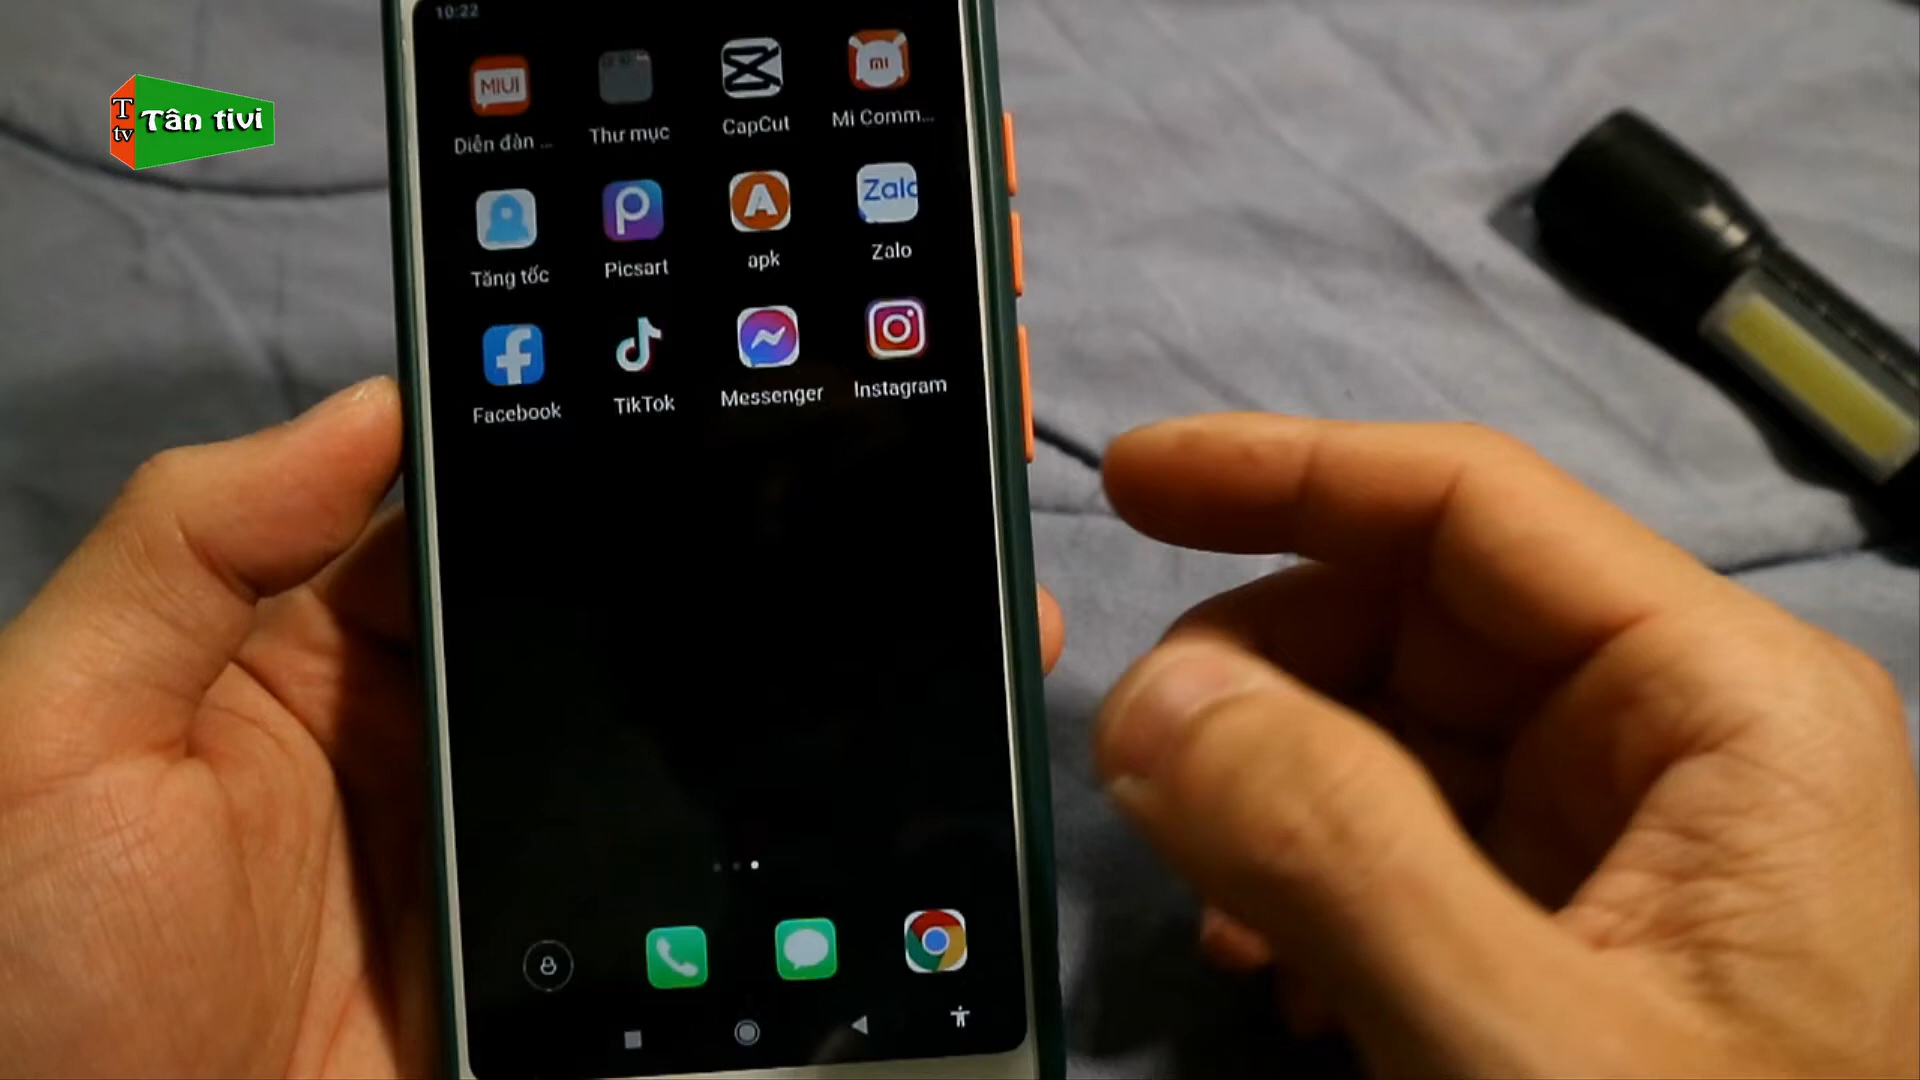 10:22
T
tv
Tân tivi
MIUI
mi
Diễn đàn ...
Thư mục
CapCut
Mi Comm...
Zalo
Tăng tốc
Picsart
apk
Zalo
Facebook
TikTok
Messenger
Instagram